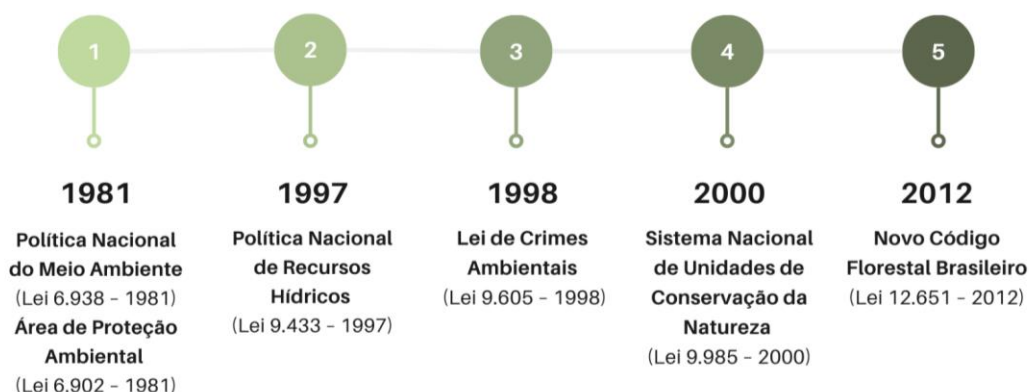 1
2
3
4
5
1981
Política Nacional
do Meio Ambiente
(Lei 6.938 – 1981)
Área de Proteção
Ambiental
(Lei 6.902 – 1981)
1997
Política Nacional
de Recursos
Hídricos
(Lei 9.433 – 1997)
1998
Lei de Crimes
Ambientais
(Lei 9.605 – 1998)
2000
Sistema Nacional
de Unidades de
Conservação da
Natureza
(Lei 9.985 – 2000)
2012
Novo Código
Florestal Brasileiro
(Lei 12.651 – 2012)